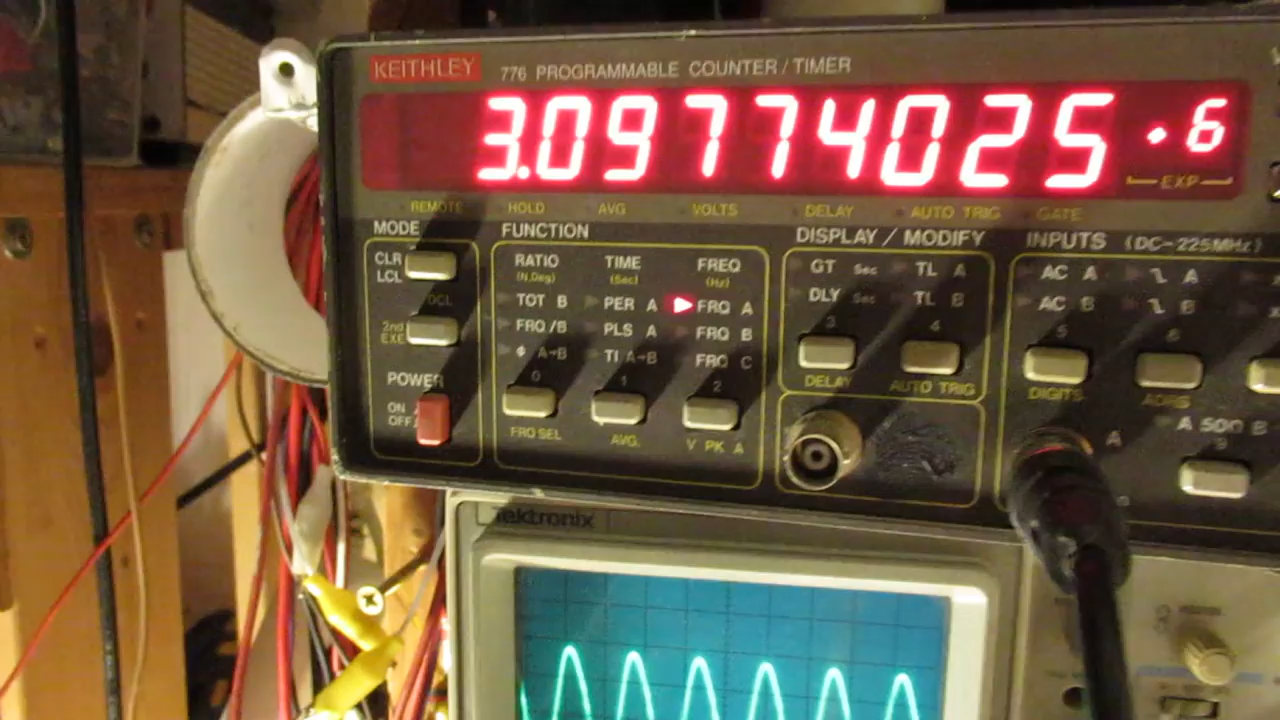 KEITHLEY 776 PROGRAMMABLE COUNTER / TIMER
3.09774025 +6
EXP
REMOTE HOLD AVG VOLTS DELAY AUTO TRIG GATE
MODE FUNCTION DISPLAY / MODIFY INPUTS (DC-225MHz)
CLR RATIO TIME FREQ GT Sec TL A AC A A
LCL (N,Deg) (Sec) (Hz)
DCL TOT B PER A FRQ A DLY Sec TL B AC B B
2nd FRQ/B PLS A FRQ B 3 4 5 6
EXE
A→B TI A→B FRQ C
POWER 0 1 2 DELAY AUTO TRIG DIGITS ADRS
ON
OFF
FRQ SEL AVG. V PK A A A 50Ω B
9
Tektronix